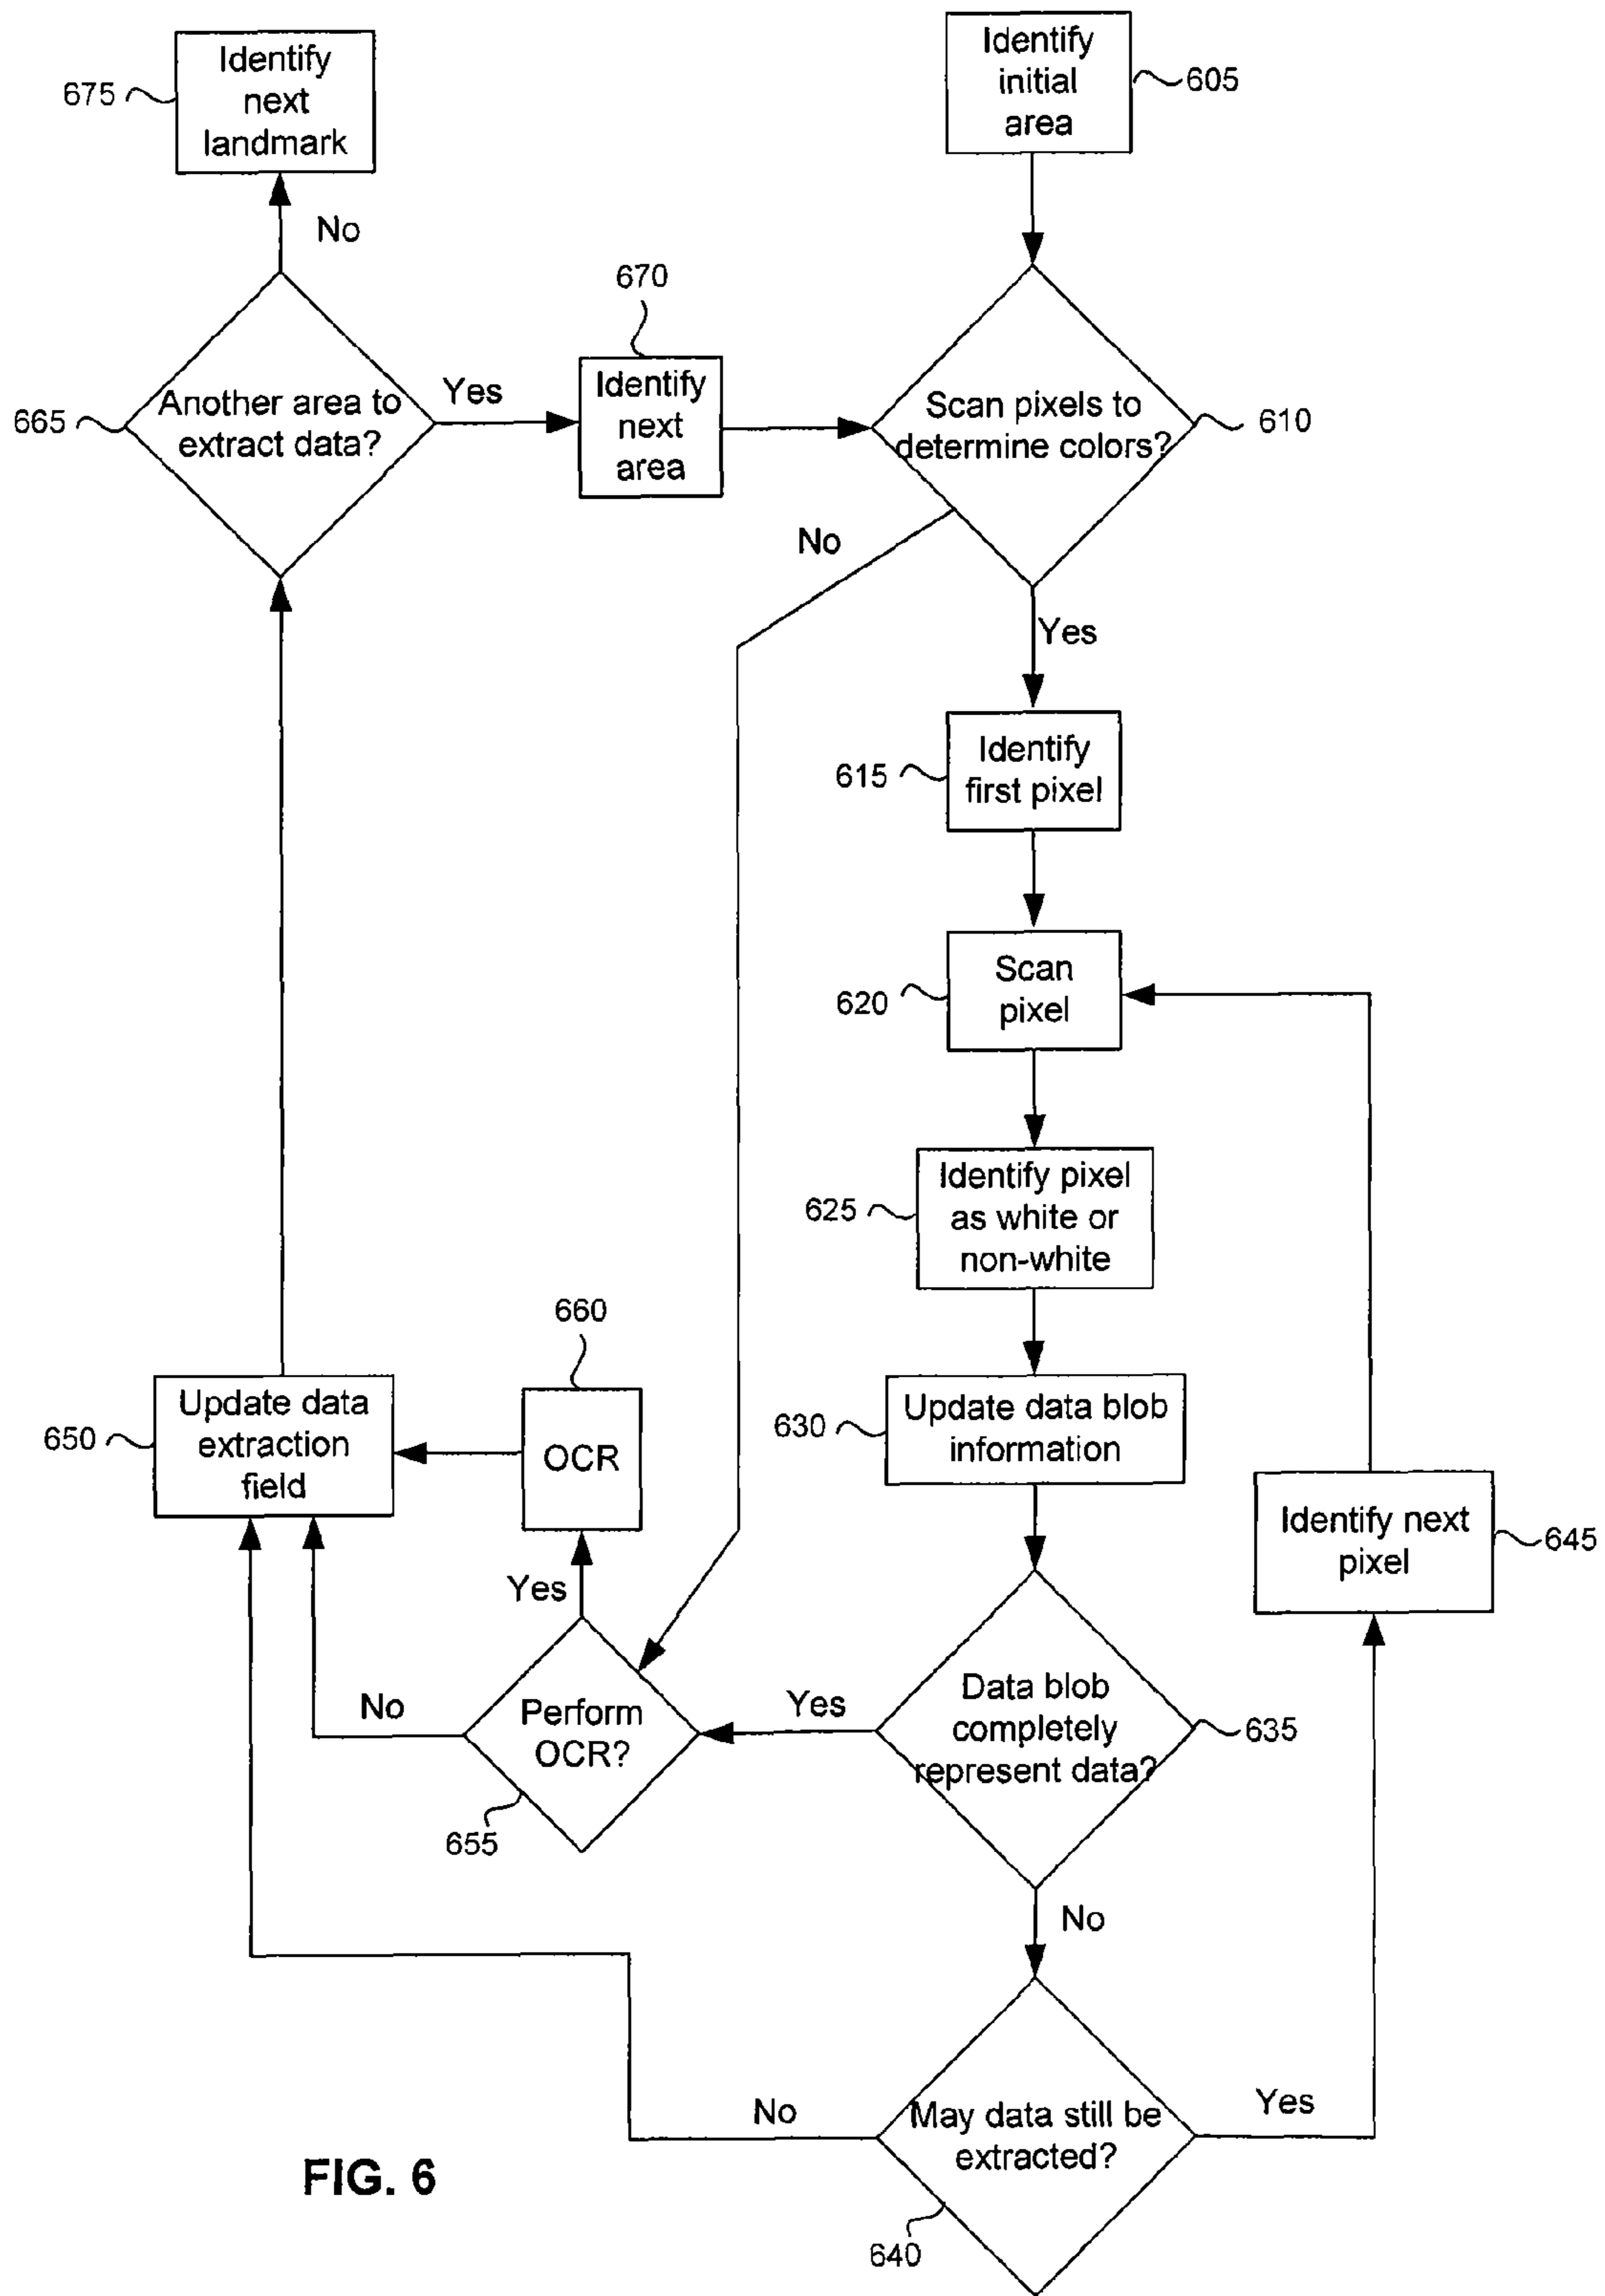 Identify
next
landmark
675
Identify
initial
area
605
No
670
Another area to
extract data?
665
Yes
Identify
next
area
Scan pixels to
determine colors?
610
No
Yes
Identify
first pixel
615
Scan
pixel
620
Identify pixel
as white or
non-white
625
660
Update data
extraction
field
650
OCR
Update data blob
information
630
Identify next
pixel
645
Yes
No
Perform
OCR?
655
Yes
Data blob
completely
represent data?
635
No
No
May data still be
extracted?
Yes
640
FIG. 6